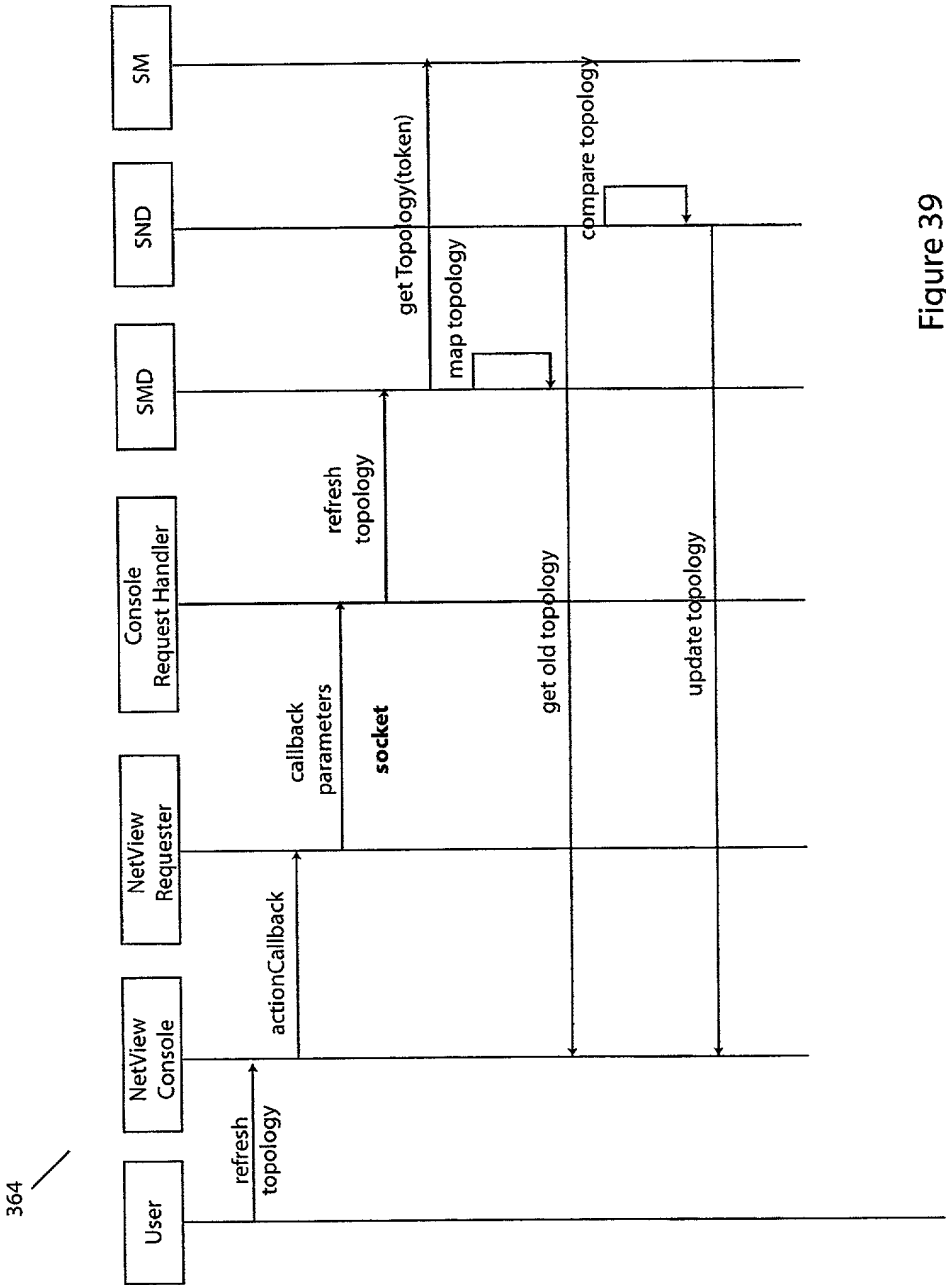 364
User
NetView
Console
NetView
Requester
Console
Request Handler
SMD
SND
SM
refresh
topology
actionCallback
callback
parameters
socket
refresh
topology
get Topology(token)
map topology
get old topology
compare topology
update topology
Figure 39